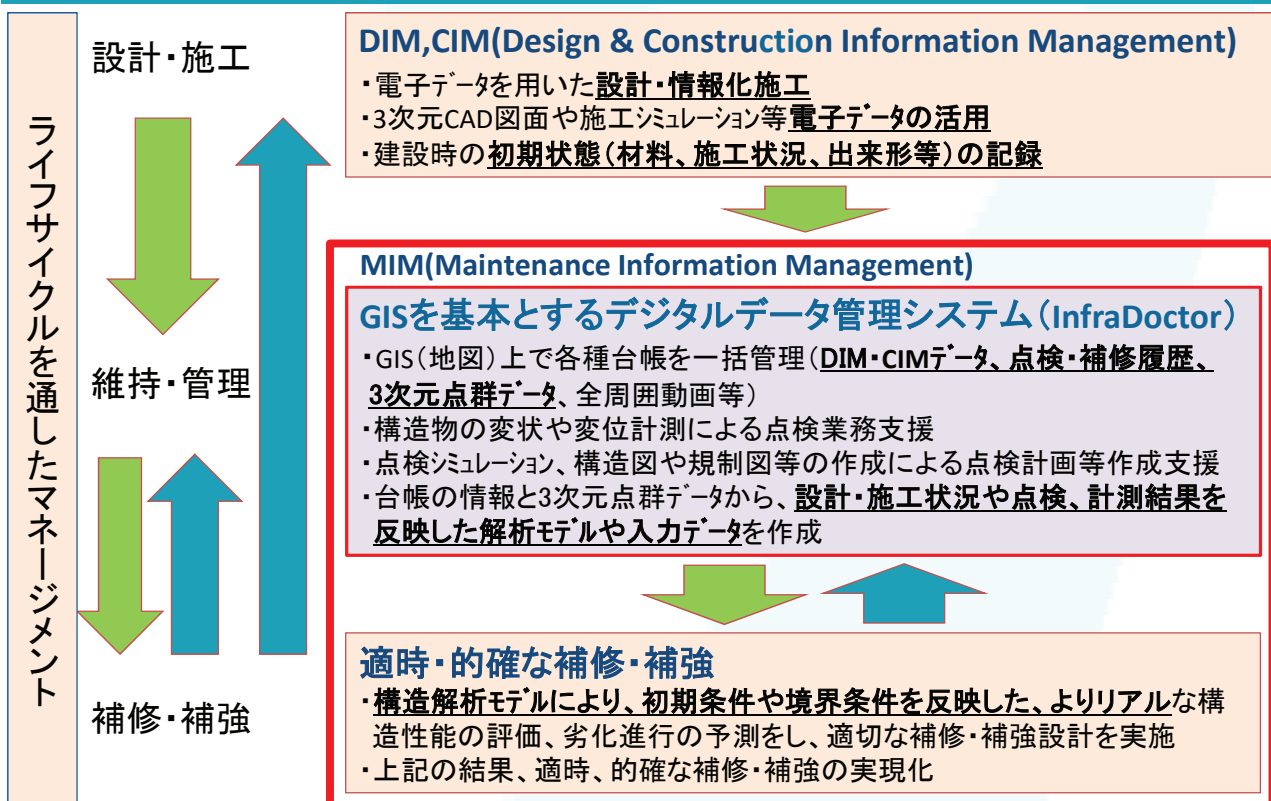 ライフサイクルを通したマネージメント
設計・施工
維持・管理
補修・補強
DIM,CIM(Design & Construction Information Management)
・電子ﾃﾞｰﾀを用いた設計・情報化施工
・3次元CAD図面や施工ｼﾐｭﾚｰｼｮﾝ等電子ﾃﾞｰﾀの活用
・建設時の初期状態（材料、施工状況、出来形等）の記録
MIM(Maintenance Information Management)
GISを基本とするデジタルデータ管理システム（InfraDoctor）
・GIS（地図）上で各種台帳を一括管理（DIM・CIMﾃﾞｰﾀ、点検・補修履歴、
3次元点群ﾃﾞｰﾀ、全周囲動画等）
・構造物の変状や変位計測による点検業務支援
・点検ｼﾐｭﾚｰｼｮﾝ、構造図や規制図等の作成による点検計画等作成支援
・台帳の情報と3次元点群ﾃﾞｰﾀから、設計・施工状況や点検、計測結果を
反映した解析ﾓﾃﾞﾙや入力ﾃﾞｰﾀを作成
適時・的確な補修・補強
・構造解析ﾓﾃﾞﾙにより、初期条件や境界条件を反映した、よりリアルな構
造性能の評価、劣化進行の予測をし、適切な補修・補強設計を実施
・上記の結果、適時、的確な補修・補強の実現化